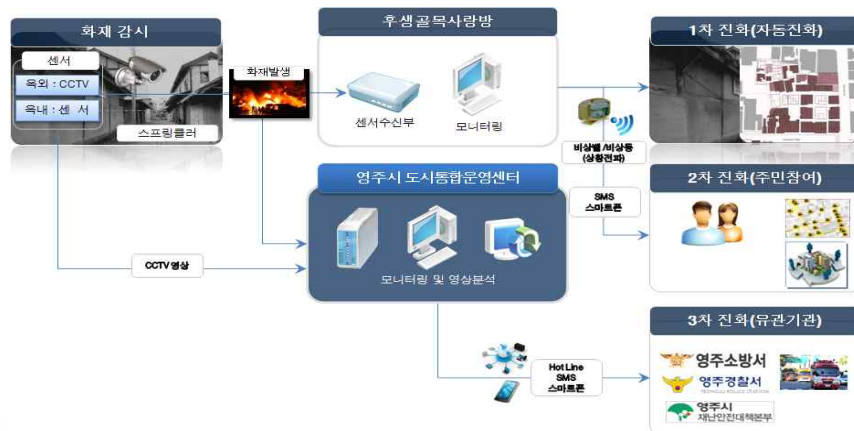 화재 감시
센서
옥외 : CCTV
옥내 : 센 서
스프링클러
화재발생
후생골목사랑방
센서수신부
모니터링
비상벨/비상등
(상황전파)
1차 진화(자동진화)
영주시 도시통합운영센터
모니터링 및 영상분석
CCTV 영상
SMS
스마트폰
2차 진화(주민참여)
Hot Line
SMS
스마트폰
3차 진화(유관기관)
영주소방서
영주경찰서
영주시
재난안전대책본부